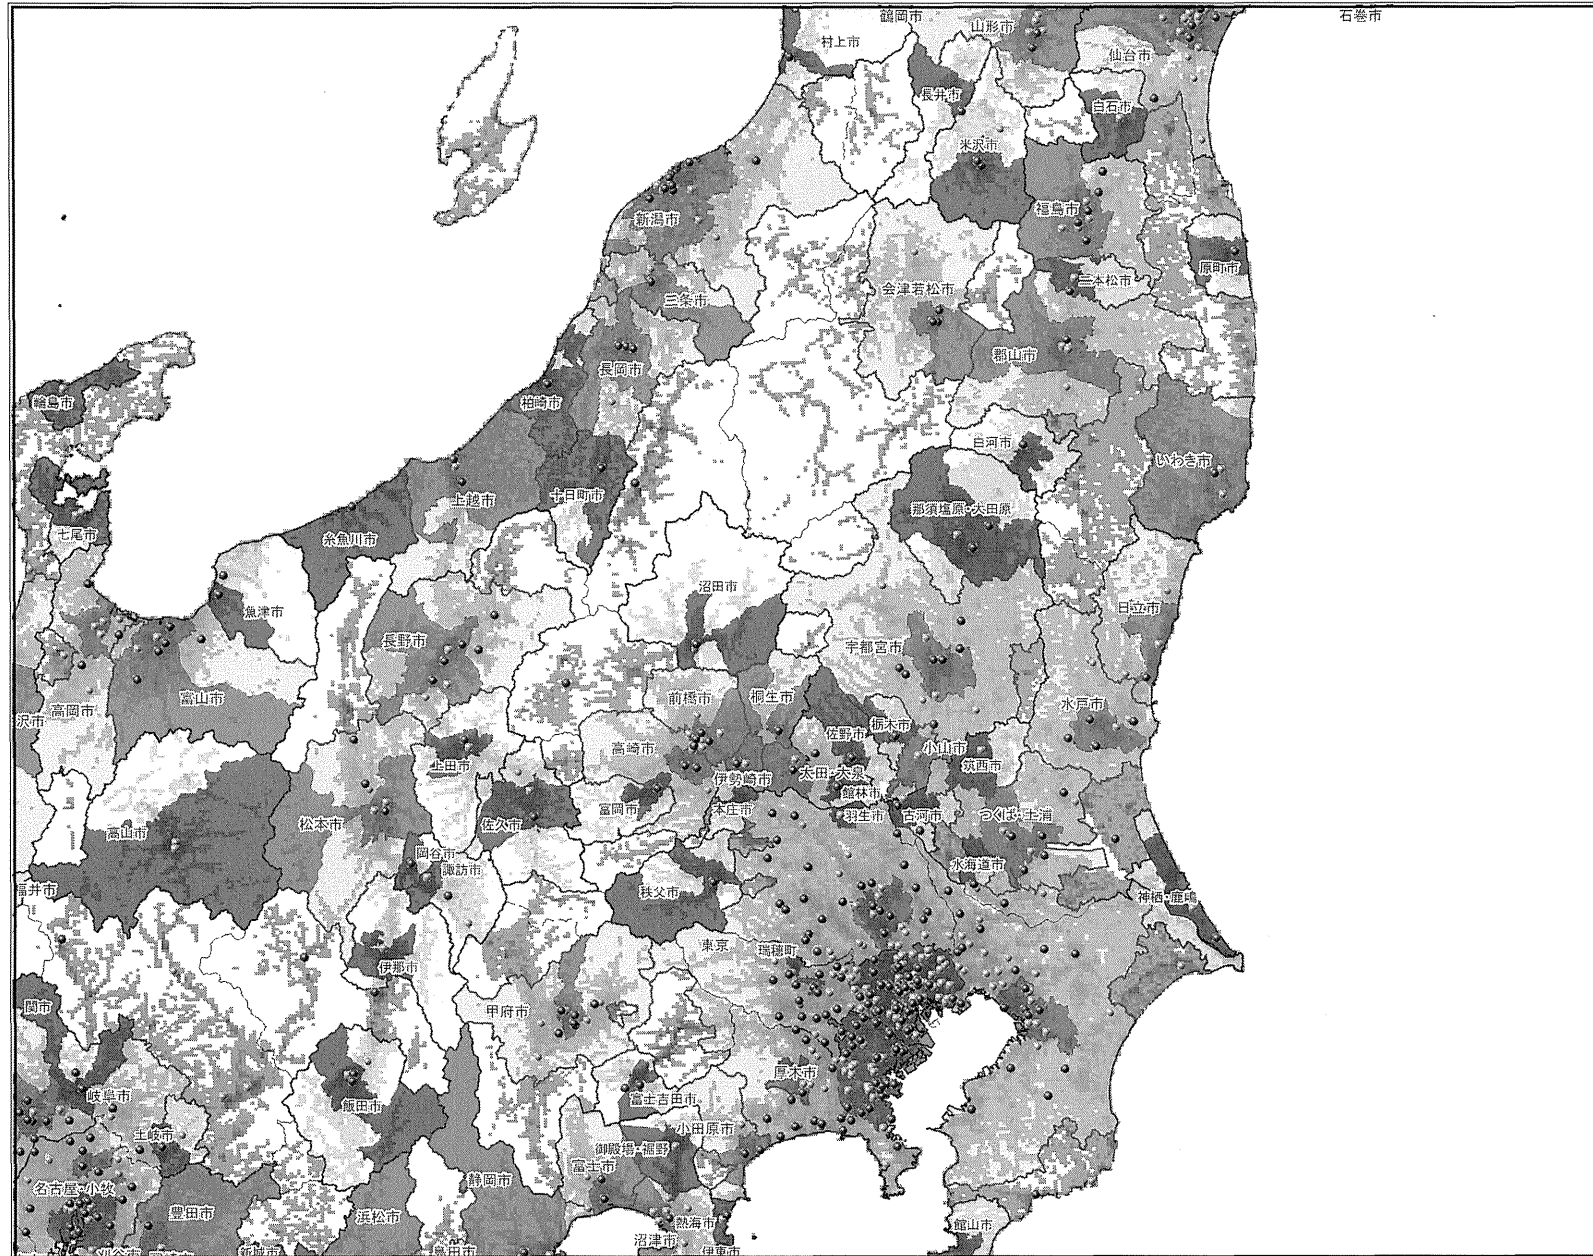 鶴岡市
石巻市
山形市
村上市
仙台市
長井市
白石市
米沢市
福島市
新潟市
原町市
二本松市
会津若松市
三条市
郡山市
長岡市
輪島市
柏崎市
白河市
いわき市
十日町市
上越市
那須塩原・大田原
七尾市
糸魚川市
沼田市
日立市
魚津市
長野市
宇都宮市
前橋市
桐生市
富山市
水戸市
高岡市
沢市
栃木市
佐野市
高崎市
小山市
上田市
筑西市
太田・大泉
伊勢崎市
館林市
富岡市
本庄市
羽生市
古河市
つくば・土浦
松本市
佐久市
高山市
岡谷市
水海道市
諏訪市
福井市
秩父市
神栖・鹿嶋
東京
瑞穂町
伊那市
関市
甲府市
厚木市
岐阜市
富士吉田市
飯田市
小田原市
土岐市
御殿場・裾野
富士市
静岡市
名古屋・小牧
豊田市
浜松市
熱海市
館山市
沼津市
伊東市
島田市
新城市
刈谷市